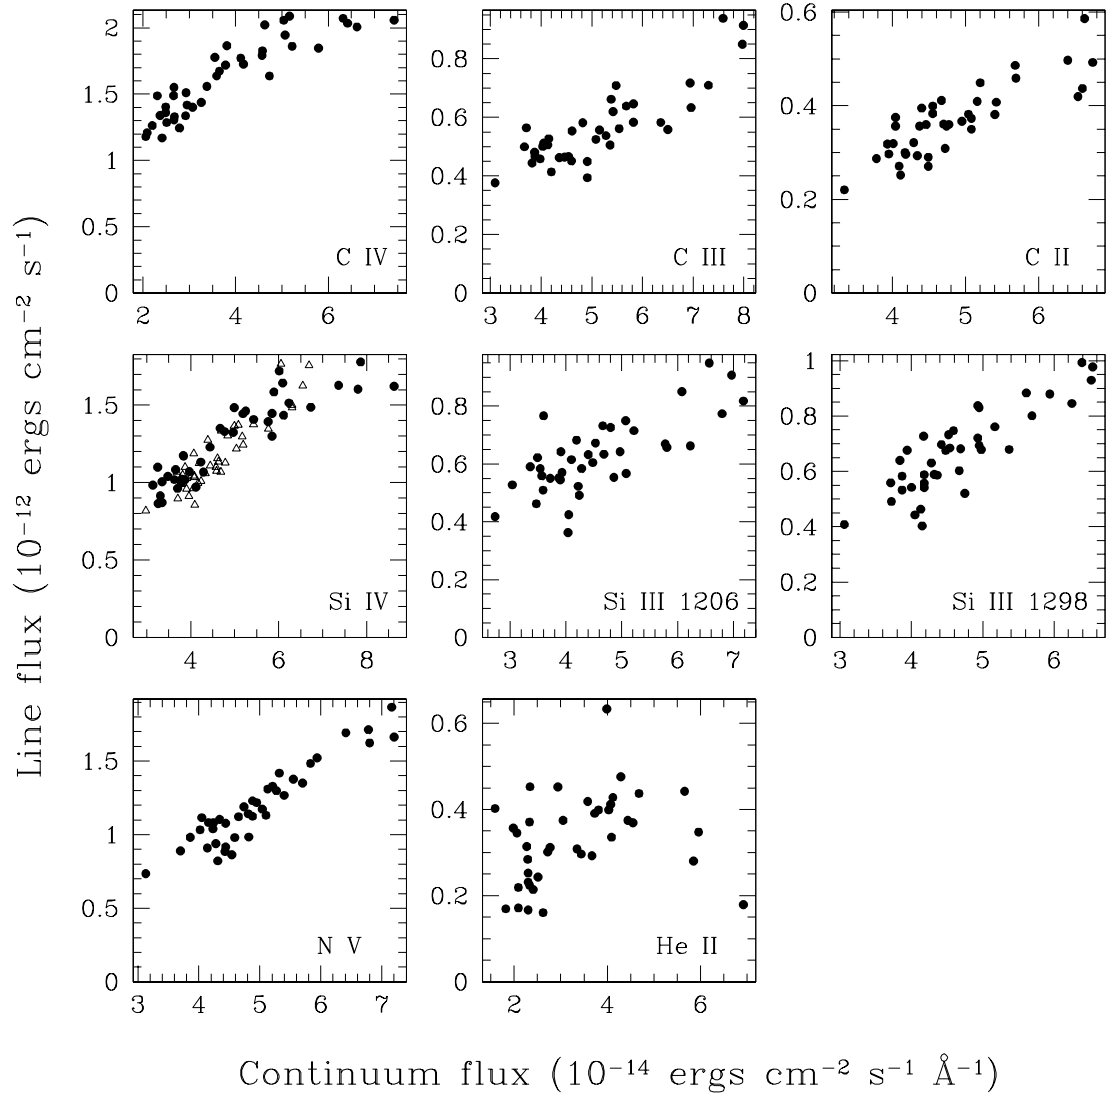 2
1.5
1
0.5
0
2 4 6
C IV
0.8
0.6
0.4
0.2
0
3 4 5 6 7 8
C III
0.6
0.4
0.2
0
4 5 6
C II
1.5
1
0.5
0
4 6 8
Si IV
0.8
0.6
0.4
0.2
0
3 4 5 6 7
Si III 1206
1
0.8
0.6
0.4
0.2
0
3 4 5 6
Si III 1298
1.5
1
0.5
0
3 4 5 6 7
N V
0.6
0.4
0.2
0
2 4 6
He II
Line flux (10⁻¹² ergs cm⁻² s⁻¹)
Continuum flux (10⁻¹⁴ ergs cm⁻² s⁻¹ Å⁻¹)